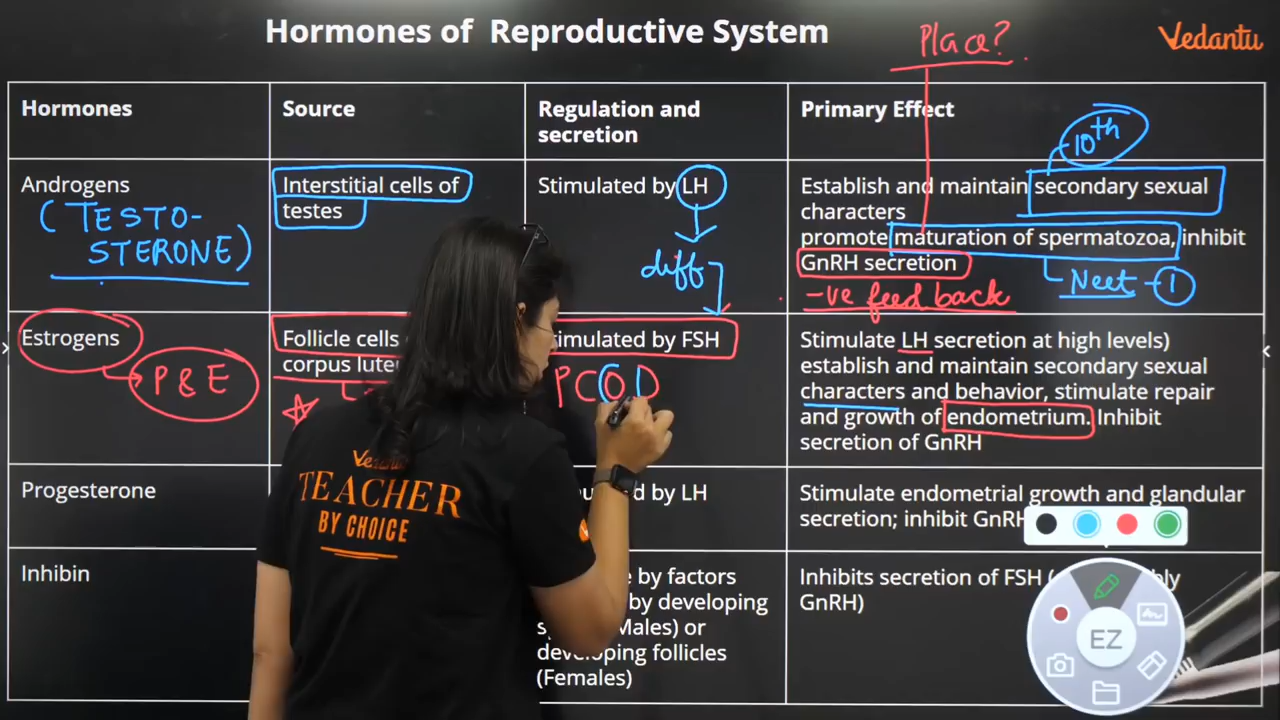 Hormones of Reproductive System
Place?
Vedantu
Hormones
Source
Regulation and
secretion
Primary Effect
10th
Androgens
(TESTO-
STERONE)
Interstitial cells of
testes
Stimulated by LH
diff
Establish and maintain secondary sexual
characters
promote maturation of spermatozoa, inhibit
GnRH secretion
Neet - 1
-ve feed back
Estrogens
P & E
Follicle cells
corpus
by FSH
PCOD
Stimulate LH secretion at high levels)
establish and maintain secondary sexual
characters and behavior, stimulate repair
and growth of endometrium. Inhibit
secretion of GnRH
Progesterone
by LH
Stimulate endometrial growth and glandular
secretion; inhibit
Inhibin
by factors
by developing
Males) or
developing follicles
(Females)
Inhibits secretion of FSH
GnRH)
TEACHER
BY CHOICE
EZ